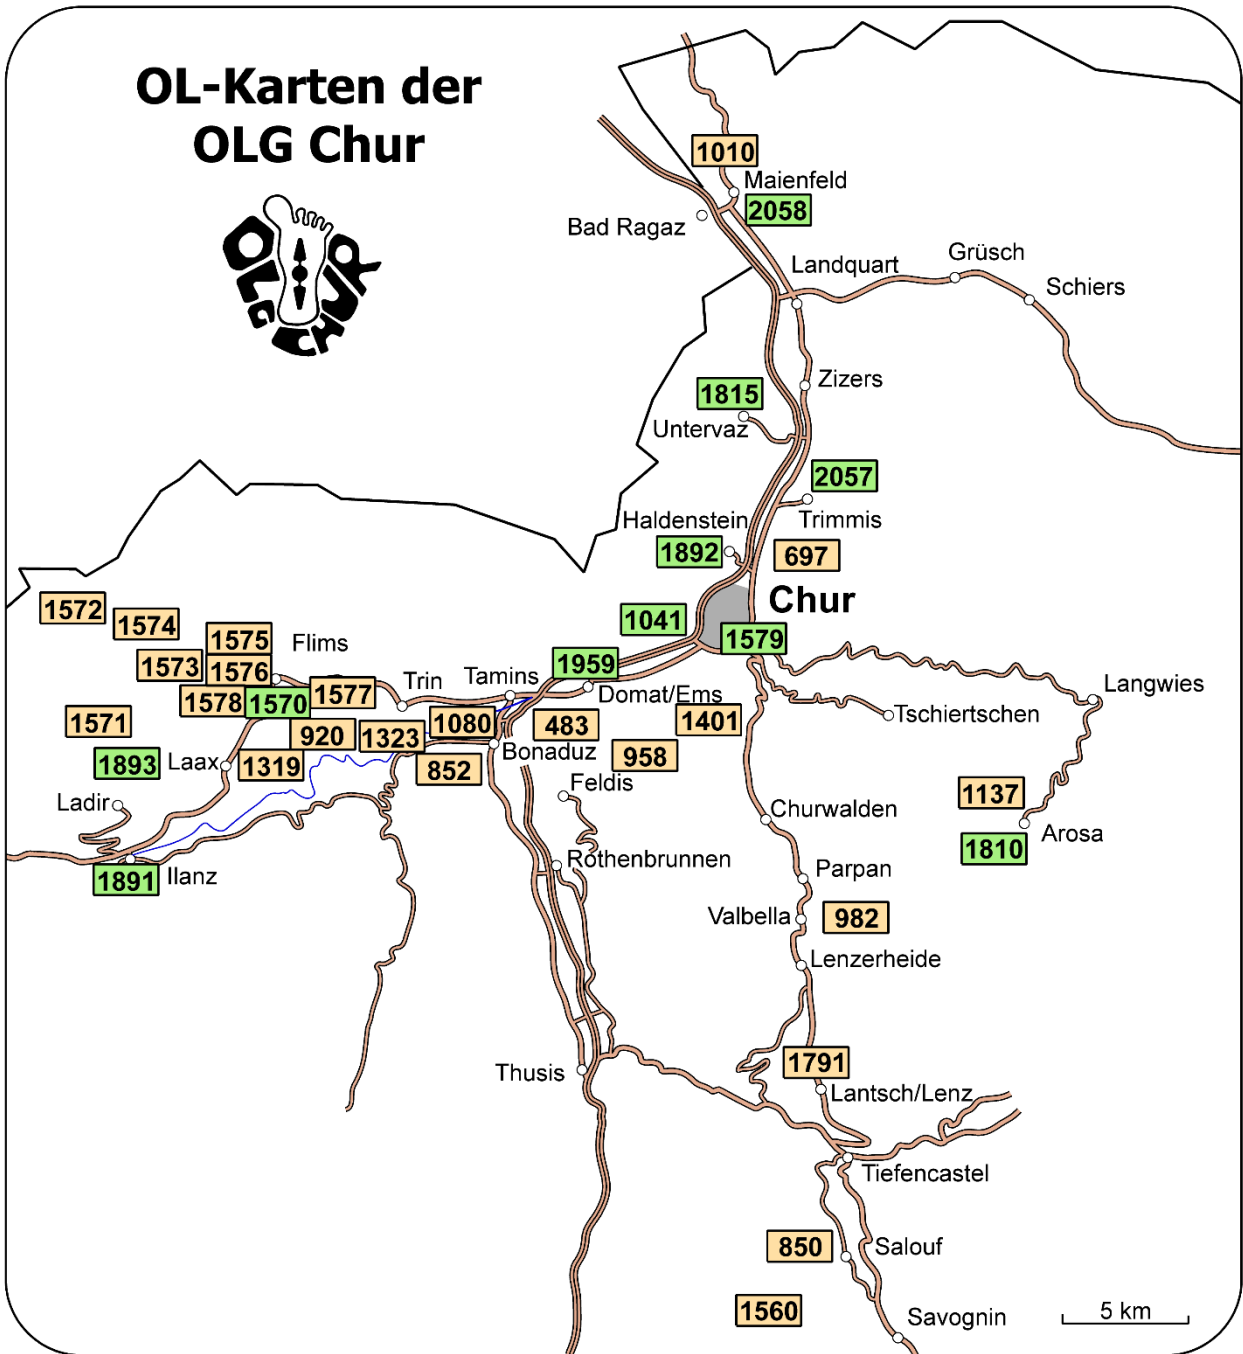 OL-Karten der
OLG Chur
OLG CHUR
1010
Maienfeld
2058
Bad Ragaz
Landquart
Grüsch
Schiers
Zizers
1815
Untervaz
2057
Trimmis
Haldenstein
1892
697
Chur
1041
1579
1572
1574
1575
Flims
1573
1576
1578
1570
1577
Trin
Tamins
1959
Domat/Ems
Langwies
Tschiertschen
1571
920
1323
1080
483
1401
Bonaduz
958
1893
Laax
1319
852
Feldis
Ladir
1137
Arosa
1810
Churwalden
1891
Ilanz
Rothenbrunnen
Parpan
Valbella
982
Lenzerheide
Thusis
1791
Lantsch/Lenz
Tiefencastel
850
Salouf
1560
Savognin
5 km